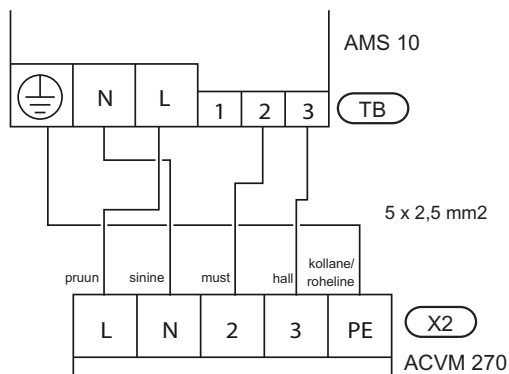 AMS 10
N L 1 2 3 TB
5 x 2,5 mm2
pruun sinine must hall kollane/
roheline
L N 2 3 PE X2
ACVM 270